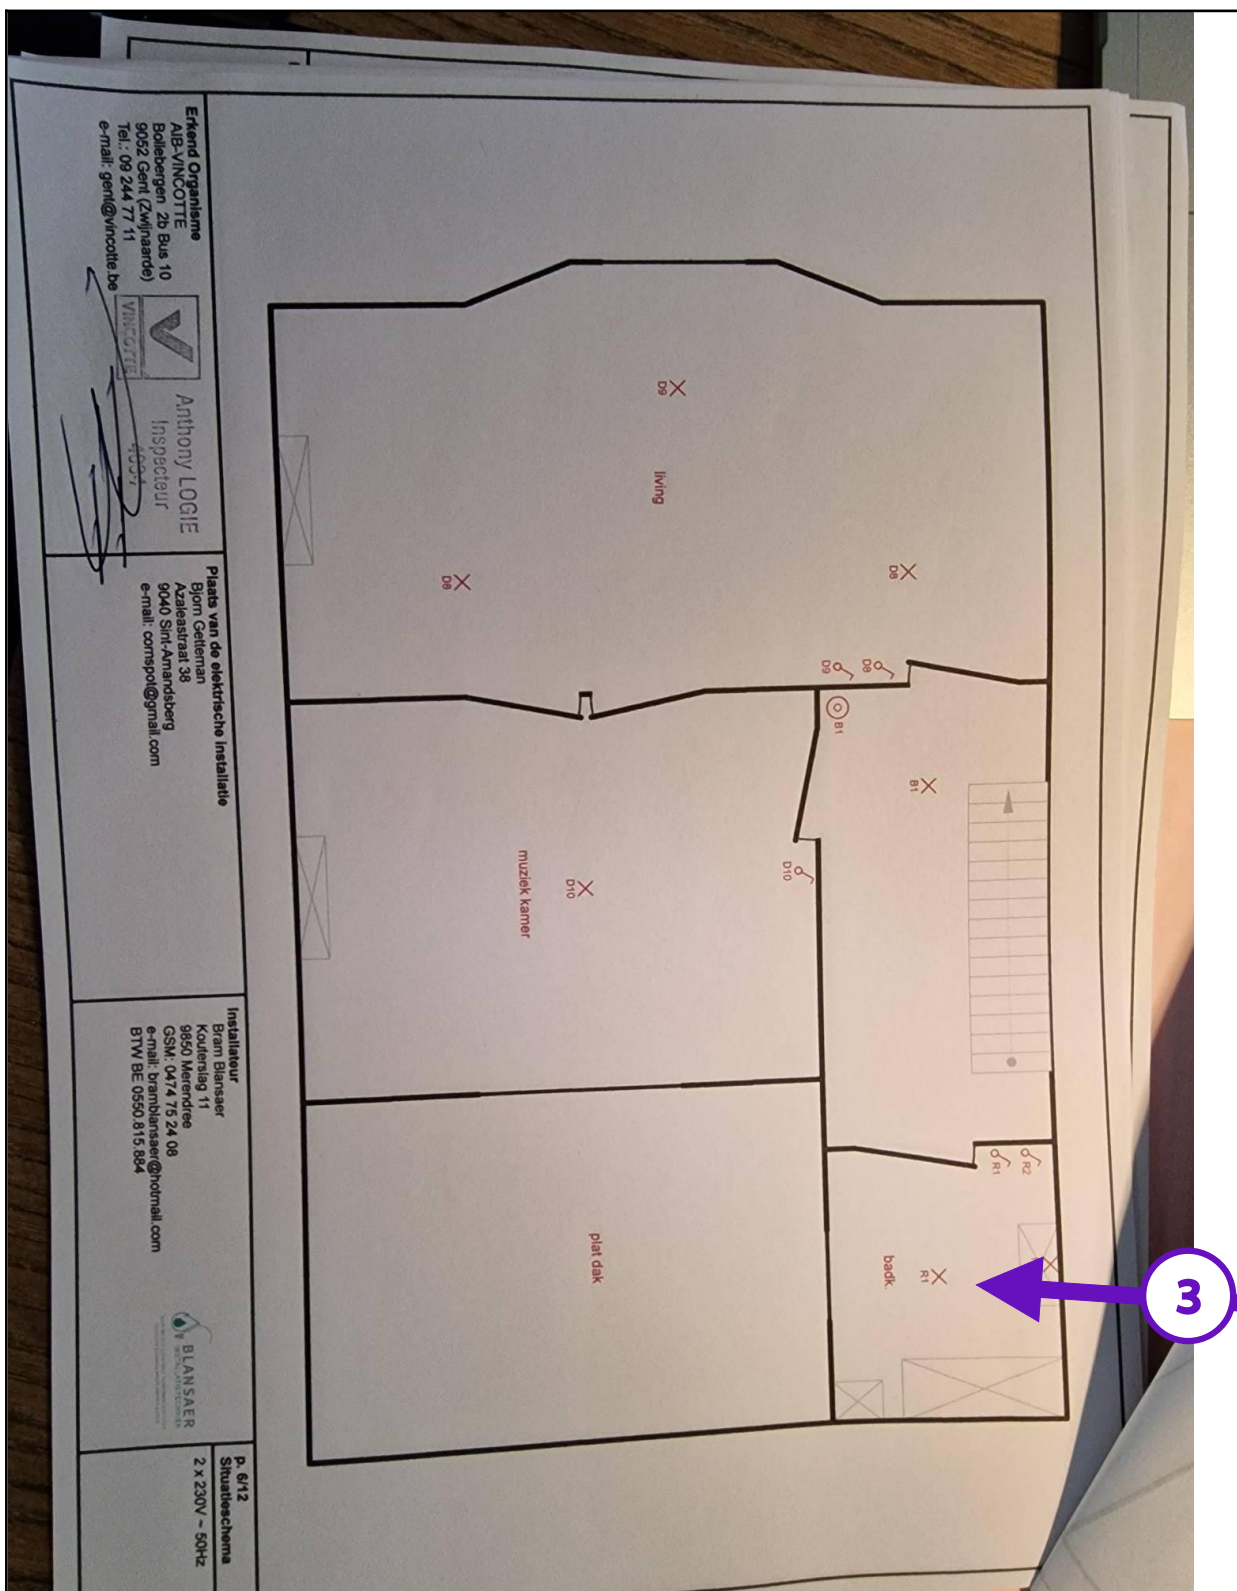 Erkend Organisme
AIB-VINCOTTE
Bollebergen 2b Bus 10
9052 Gent (Zwijnaarde)
Tel.: 09 244 77 11
e-mail: gent@vincotte.be
VINCOTTE
Anthony LOGIE
Inspecteur
Plaats van de elektrische installatie
Bjorn Getteman
Azaleastraat 38
9040 Sint-Amandsberg
e-mail: cornspot@gmail.com
Installateur
Bram Blansaer
Kouterslag 11
9850 Merendree
GSM: 0474 75 24 08
e-mail: bramblansaer@hotmail.com
BTW BE 0550.815.884
BLANSAER
p. 6/12
Situatieschema
2 x 230V ~ 50Hz
D9
living
D8
D8
D9
D8
B1
B1
D10
muziek kamer
D10
R2
R1
badk.
R1
plat dak
3